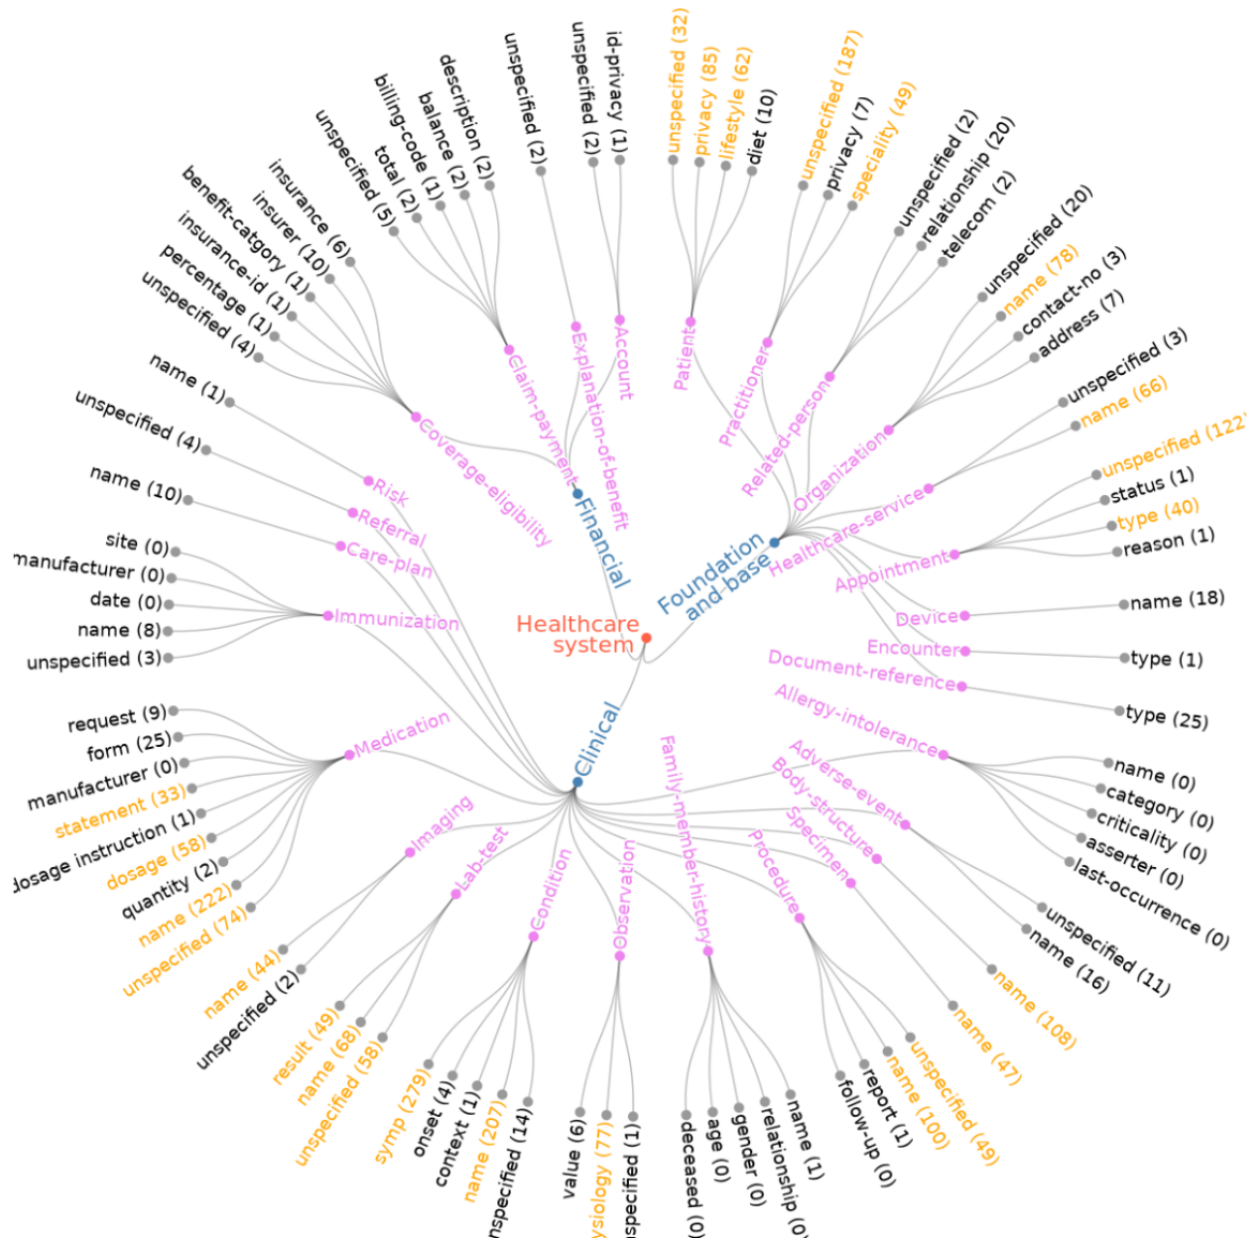 Healthcare
system
Financial
Account
id-privacy (1)
unspecified (2)
Explanation-of-benefit
unspecified (2)
Claim-payment
description (2)
balance (2)
billing-code (1)
total (2)
unspecified (5)
Coverage-eligibility
insurance (6)
insurer (10)
benefit-catgory (1)
insurance-id (1)
percentage (1)
unspecified (4)
Foundation
and-base
Patient
unspecified (32)
privacy (85)
lifestyle (62)
diet (10)
Practitioner
unspecified (187)
privacy (7)
speciality (49)
Related-person
unspecified (2)
relationship (20)
telecom (2)
Organization
unspecified (20)
name (78)
contact-no (3)
address (7)
Healthcare-service
unspecified (3)
name (66)
Appointment
unspecified (122
status (1)
type (40)
reason (1)
Device
name (18)
Encounter
type (1)
Document-reference
type (25)
Clinical
Allergy-intolerance
name (0)
category (0)
criticality (0)
asserter (0)
last-occurrence (0)
Adverse-event
unspecified (11)
name (16)
Body-structure
name (108)
Specimen
name (47)
Procedure
unspecified (49)
name (100)
report (1)
follow-up (0)
Family-member-history
name (1)
relationship (0)
gender (0)
age (0)
deceased (0)
Observation
specified (1)
ysiology (77)
value (6)
Condition
nspecified (14)
name (207)
context (1)
onset (4)
symp (279)
Lab-test
unspecified (58)
name (68)
result (49)
Imaging
unspecified (2)
name (44)
Medication
unspecified (74)
name (222)
quantity (2)
dosage (58)
dosage instruction (1)
statement (33)
manufacturer (0)
form (25)
request (9)
Immunization
unspecified (3)
name (8)
date (0)
manufacturer (0)
site (0)
Care-plan
name (10)
Referral
unspecified (4)
Risk
name (1)